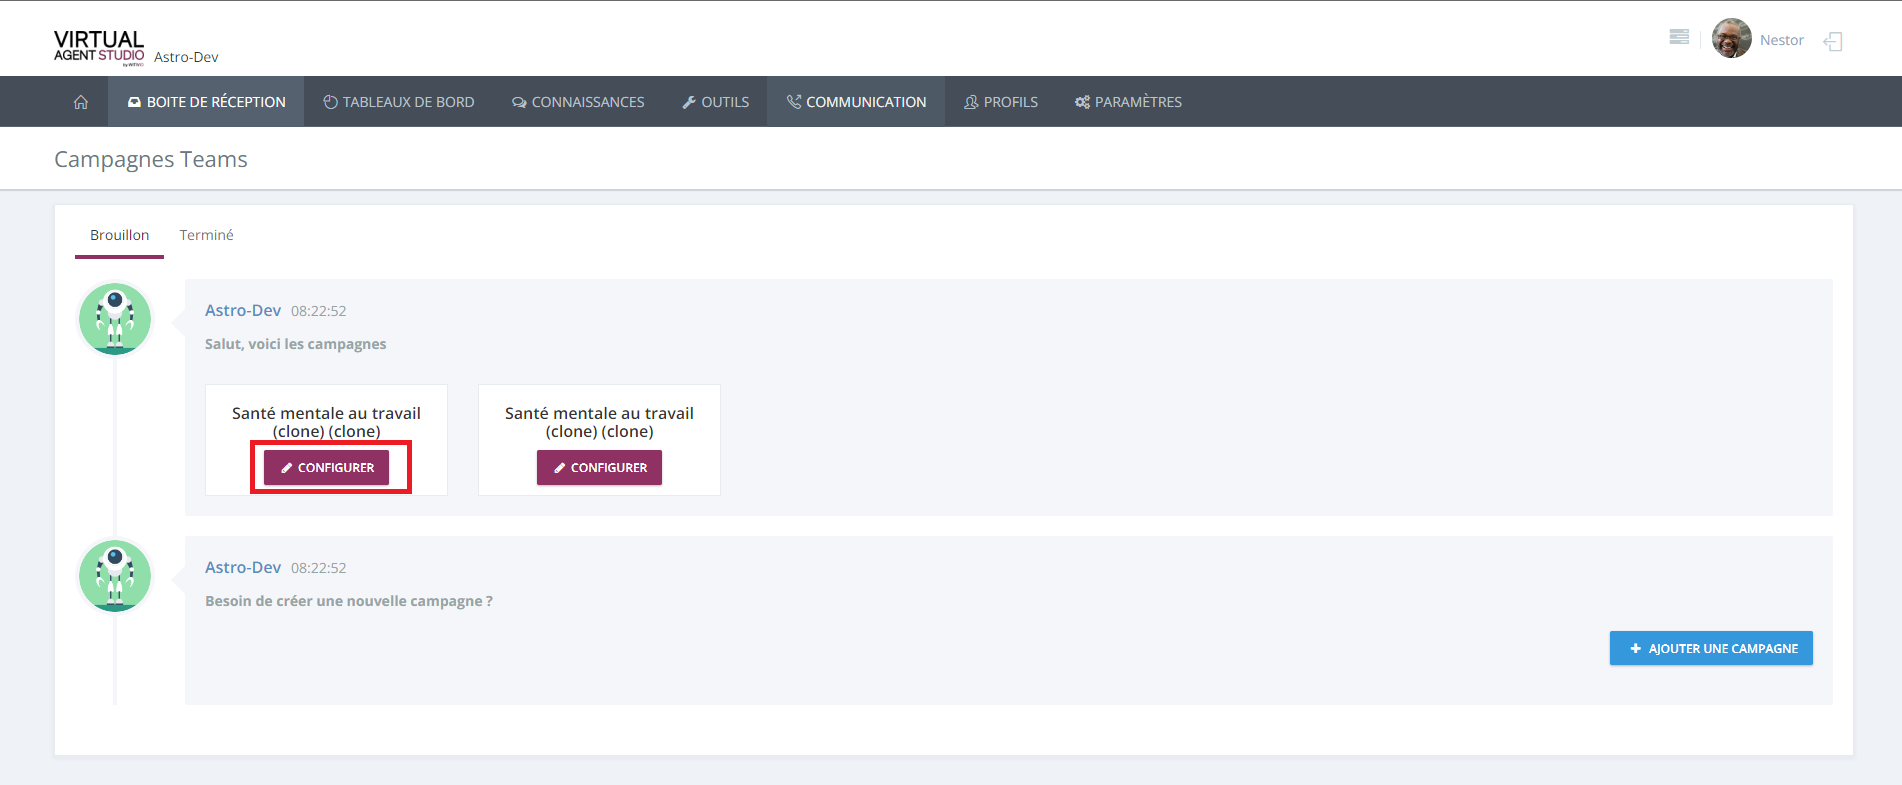 VIRTUAL
AGENT STUDIO
Astro-Dev
Nestor
BOITE DE RÉCEPTION
TABLEAUX DE BORD
CONNAISSANCES
OUTILS
COMMUNICATION
PROFILS
PARAMÈTRES
Campagnes Teams
Brouillon
Terminé
Astro-Dev 08:22:52
Salut, voici les campagnes
Santé mentale au travail
(clone) (clone)
CONFIGURER
Santé mentale au travail
(clone) (clone)
CONFIGURER
Astro-Dev 08:22:52
Besoin de créer une nouvelle campagne ?
AJOUTER UNE CAMPAGNE